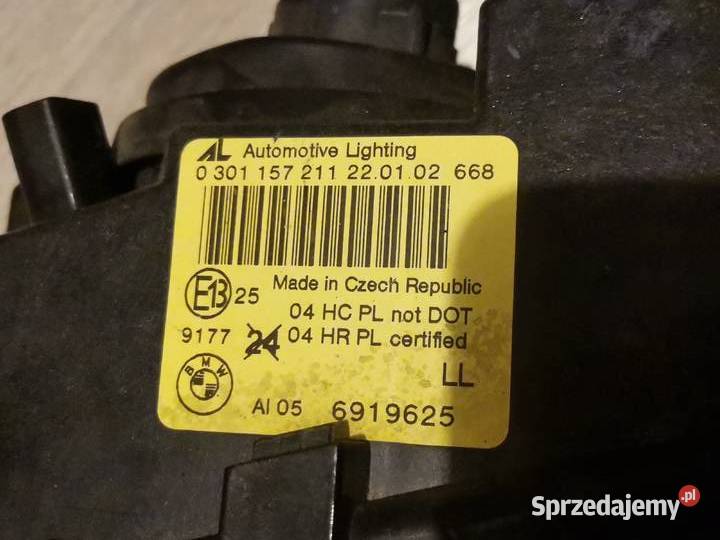 AL Automotive Lighting
0 301 157 211 22.01.02 668
E13 25 Made in Czech Republic
04 HC PL not DOT
9177 24 04 HR PL certified
BMW LL
AI 05 6919625
Sprzedajemy.pl